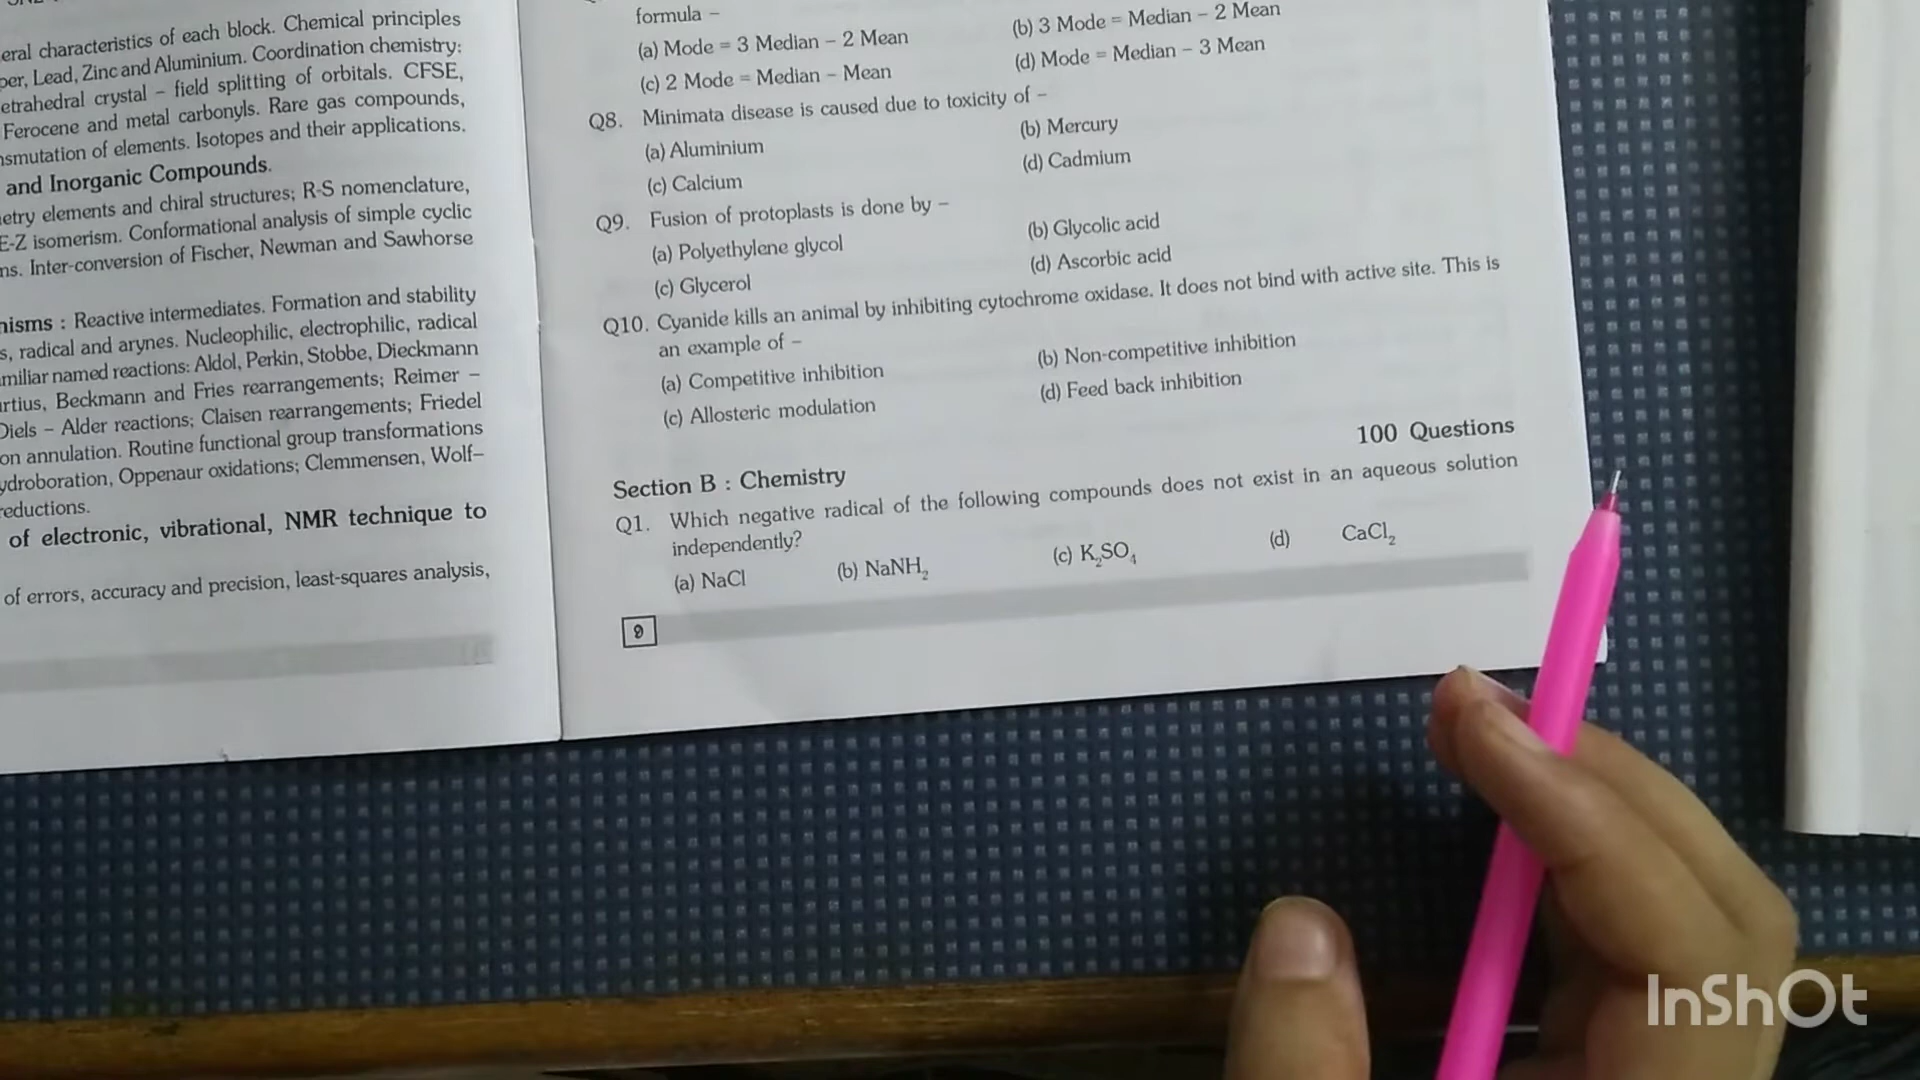 eral characteristics of each block. Chemical principles
per, Lead, Zinc and Aluminium. Coordination chemistry:
etrahedral crystal – field splitting of orbitals. CFSE,
Ferocene and metal carbonyls. Rare gas compounds,
nsmutation of elements. Isotopes and their applications.
and Inorganic Compounds.
etry elements and chiral structures; R-S nomenclature,
E-Z isomerism. Conformational analysis of simple cyclic
ns. Inter-conversion of Fischer, Newman and Sawhorse
nisms : Reactive intermediates. Formation and stability
s, radical and arynes. Nucleophilic, electrophilic, radical
amiliar named reactions: Aldol, Perkin, Stobbe, Dieckmann
urtius, Beckmann and Fries rearrangements; Reimer –
Diels – Alder reactions; Claisen rearrangements; Friedel
on annulation. Routine functional group transformations
ydroboration, Oppenaur oxidations; Clemmensen, Wolf–
reductions.
of electronic, vibrational, NMR technique to
of errors, accuracy and precision, least-squares analysis,
formula –
(a) Mode = 3 Median – 2 Mean (b) 3 Mode = Median – 2 Mean
(c) 2 Mode = Median – Mean (d) Mode = Median – 3 Mean
Q8. Minimata disease is caused due to toxicity of –
(a) Aluminium (b) Mercury
(c) Calcium (d) Cadmium
Q9. Fusion of protoplasts is done by –
(a) Polyethylene glycol (b) Glycolic acid
(c) Glycerol (d) Ascorbic acid
Q10. Cyanide kills an animal by inhibiting cytochrome oxidase. It does not bind with active site. This is
an example of –
(a) Competitive inhibition (b) Non-competitive inhibition
(c) Allosteric modulation (d) Feed back inhibition
Section B : Chemistry 100 Questions
Q1. Which negative radical of the following compounds does not exist in an aqueous solution
independently?
(a) NaCl (b) NaNH₂ (c) K₂SO₄ (d) CaCl₂
9
InShOt